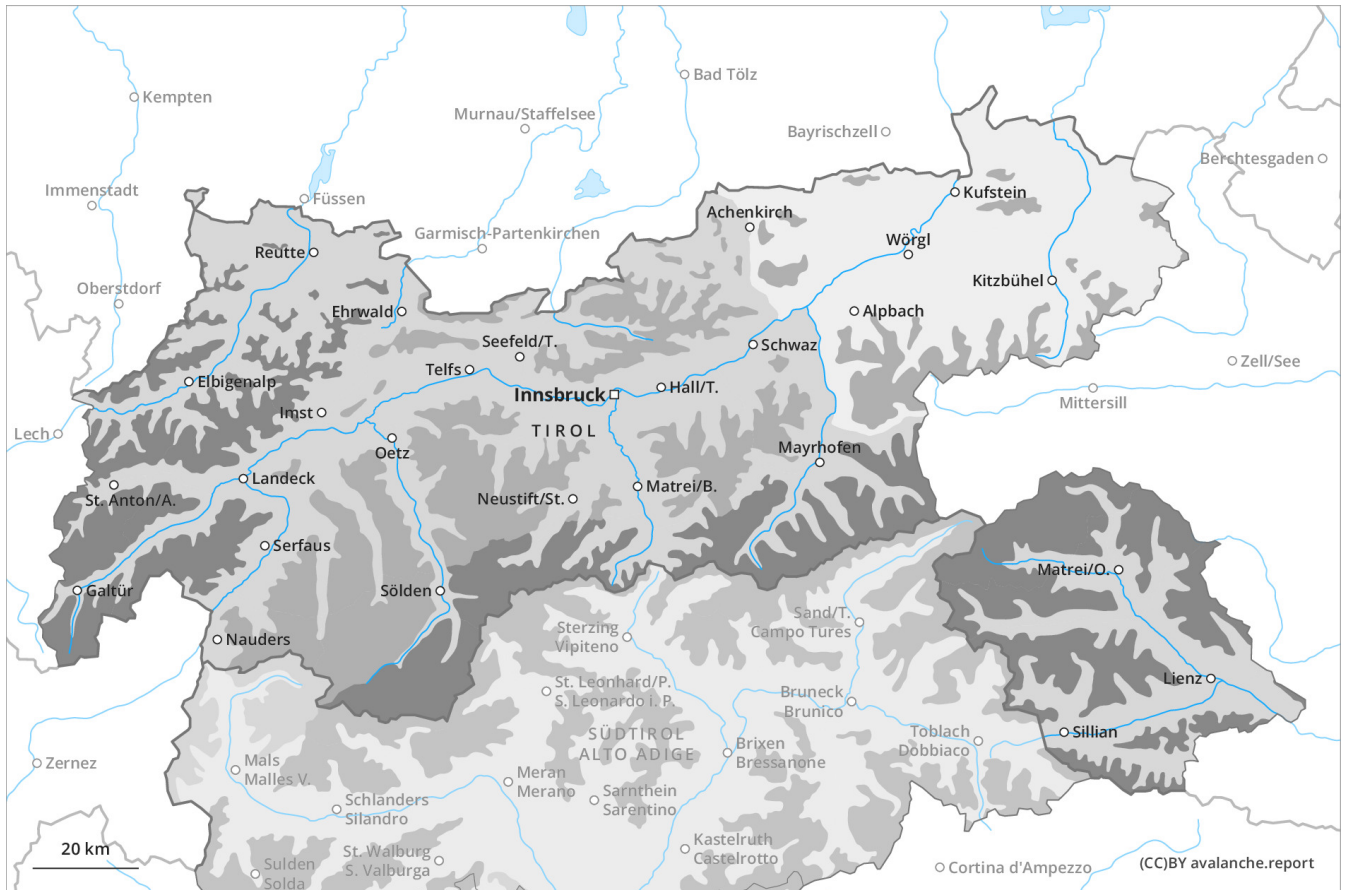 Bad Tölz
Kempten
Murnau/Staffelsee
Bayrischzell
Berchtesgaden
Immenstadt
Füssen
Kufstein
Achenkirch
Garmisch-Partenkirchen
Wörgl
Reutte
Kitzbühel
Oberstdorf
Ehrwald
Alpbach
Seefeld/T.
Schwaz
Zell/See
Telfs
Elbigenalp
Hall/T.
Innsbruck
Mittersill
Imst
TIROL
Lech
Oetz
Mayrhofen
Landeck
St. Anton/A.
Neustift/St.
Matrei/B.
Serfaus
Matrei/O.
Galtür
Sölden
Sand/T.
Campo Tures
Sterzing
Vipiteno
Nauders
Lienz
St. Leonhard/P.
S. Leonardo i. P.
Bruneck
Brunico
SÜDTIROL
ALTO ADIGE
Toblach
Dobbiaco
Sillian
Brixen
Bressanone
Zernez
Mals
Malles V.
Meran
Merano
Sarnthein
Sarentino
Schlanders
Silandro
Kastelruth
Castelrotto
20 km
St. Walburg
S. Valburga
Sulden
Solda
Cortina d'Ampezzo
(CC)BY avalanche.report